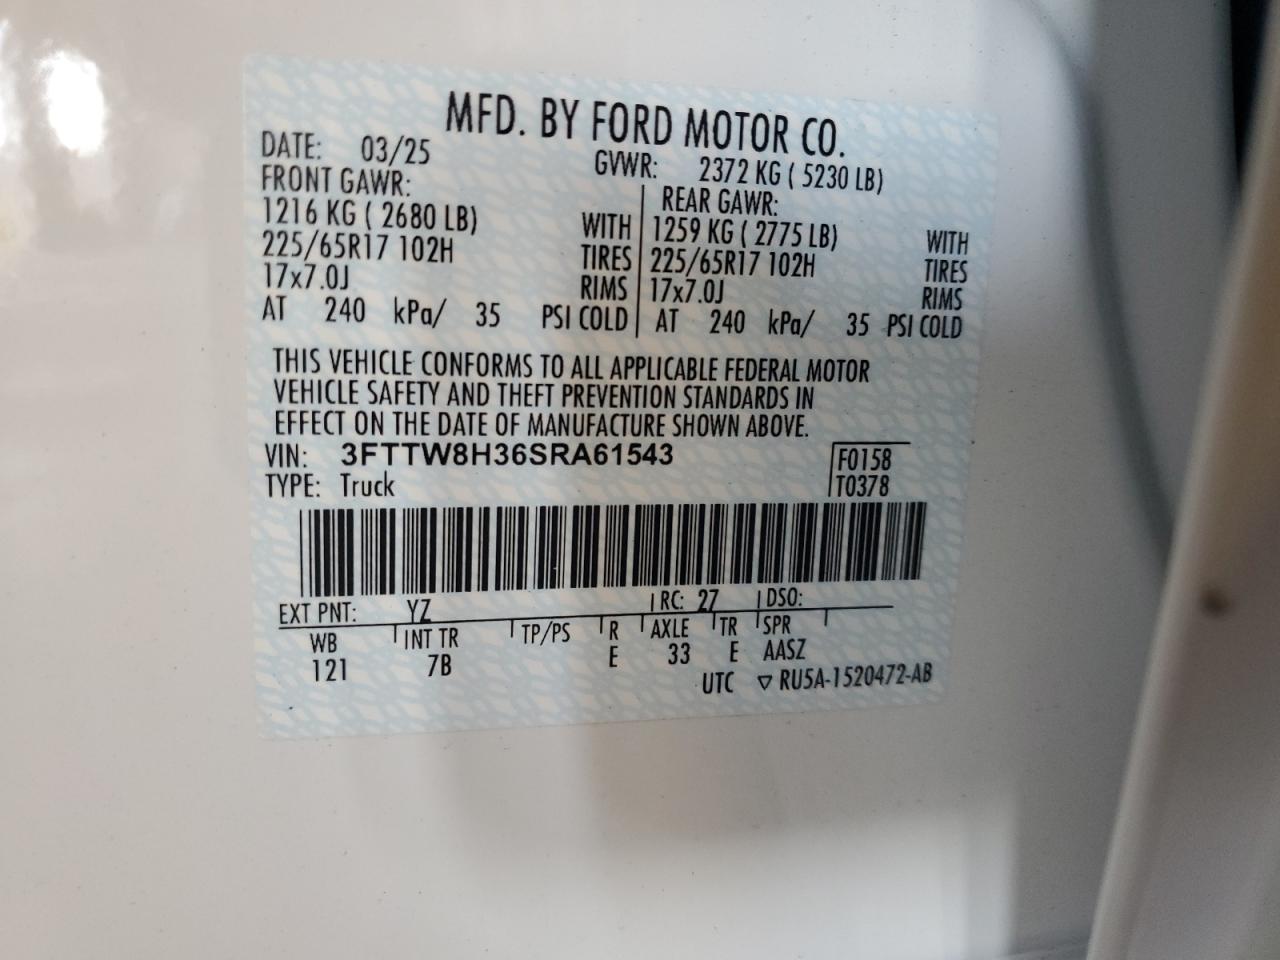 MFD. BY FORD MOTOR CO.
DATE: 03/25 GVWR: 2372 KG ( 5230 LB)
FRONT GAWR: REAR GAWR:
1216 KG ( 2680 LB) WITH 1259 KG ( 2775 LB) WITH
225/65R17 102H TIRES 225/65R17 102H TIRES
17x7.0J RIMS 17x7.0J RIMS
AT 240 kPa/ 35 PSI COLD AT 240 kPa/ 35 PSI COLD
THIS VEHICLE CONFORMS TO ALL APPLICABLE FEDERAL MOTOR
VEHICLE SAFETY AND THEFT PREVENTION STANDARDS IN
EFFECT ON THE DATE OF MANUFACTURE SHOWN ABOVE.
VIN: 3FTTW8H36SRA61543 F0158
TYPE: Truck T0378
EXT PNT: YZ RC: 27 DSO:
WB INT TR TP/PS R AXLE TR SPR
121 7B E 33 E AASZ
UTC ▽ RU5A-1520472-AB